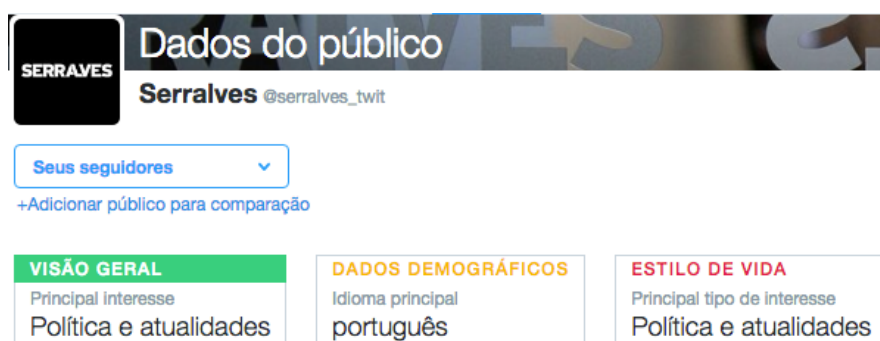 Dados do público
SERRALVES
Serralves @serralves_twit
Seus seguidores
+Adicionar público para comparação
VISÃO GERAL
Principal interesse
Política e atualidades
DADOS DEMOGRÁFICOS
Idioma principal
português
ESTILO DE VIDA
Principal tipo de interesse
Política e atualidades